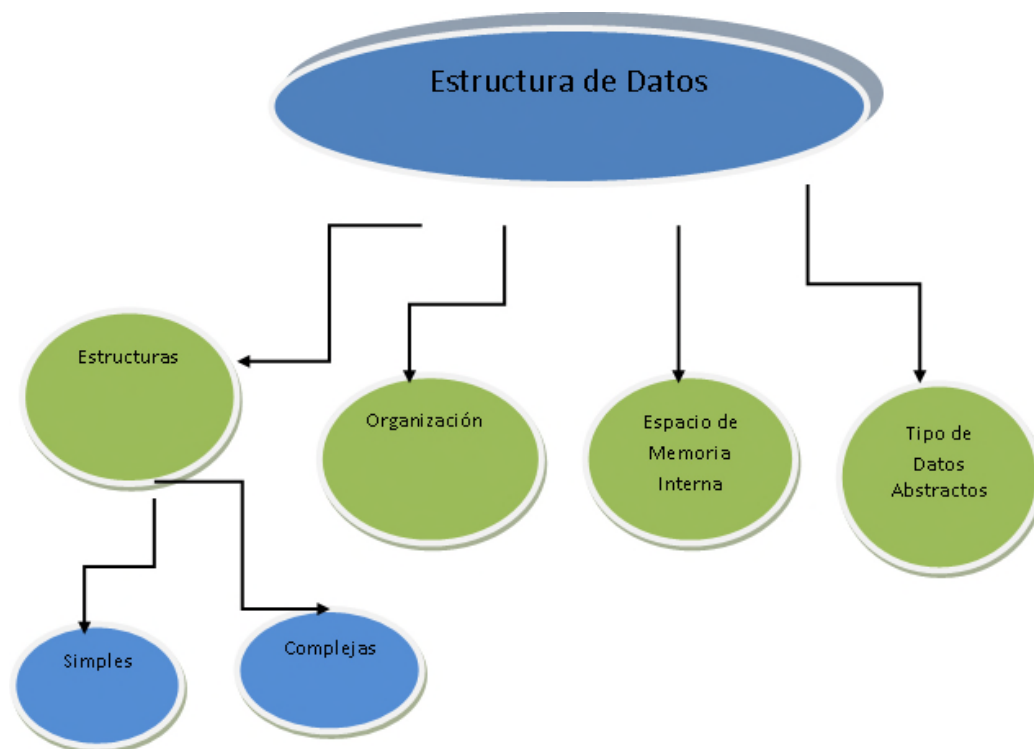 Estructura de Datos
Estructuras
Organización
Espacio de
Memoria
Interna
Tipo de
Datos
Abstractos
Simples
Complejas